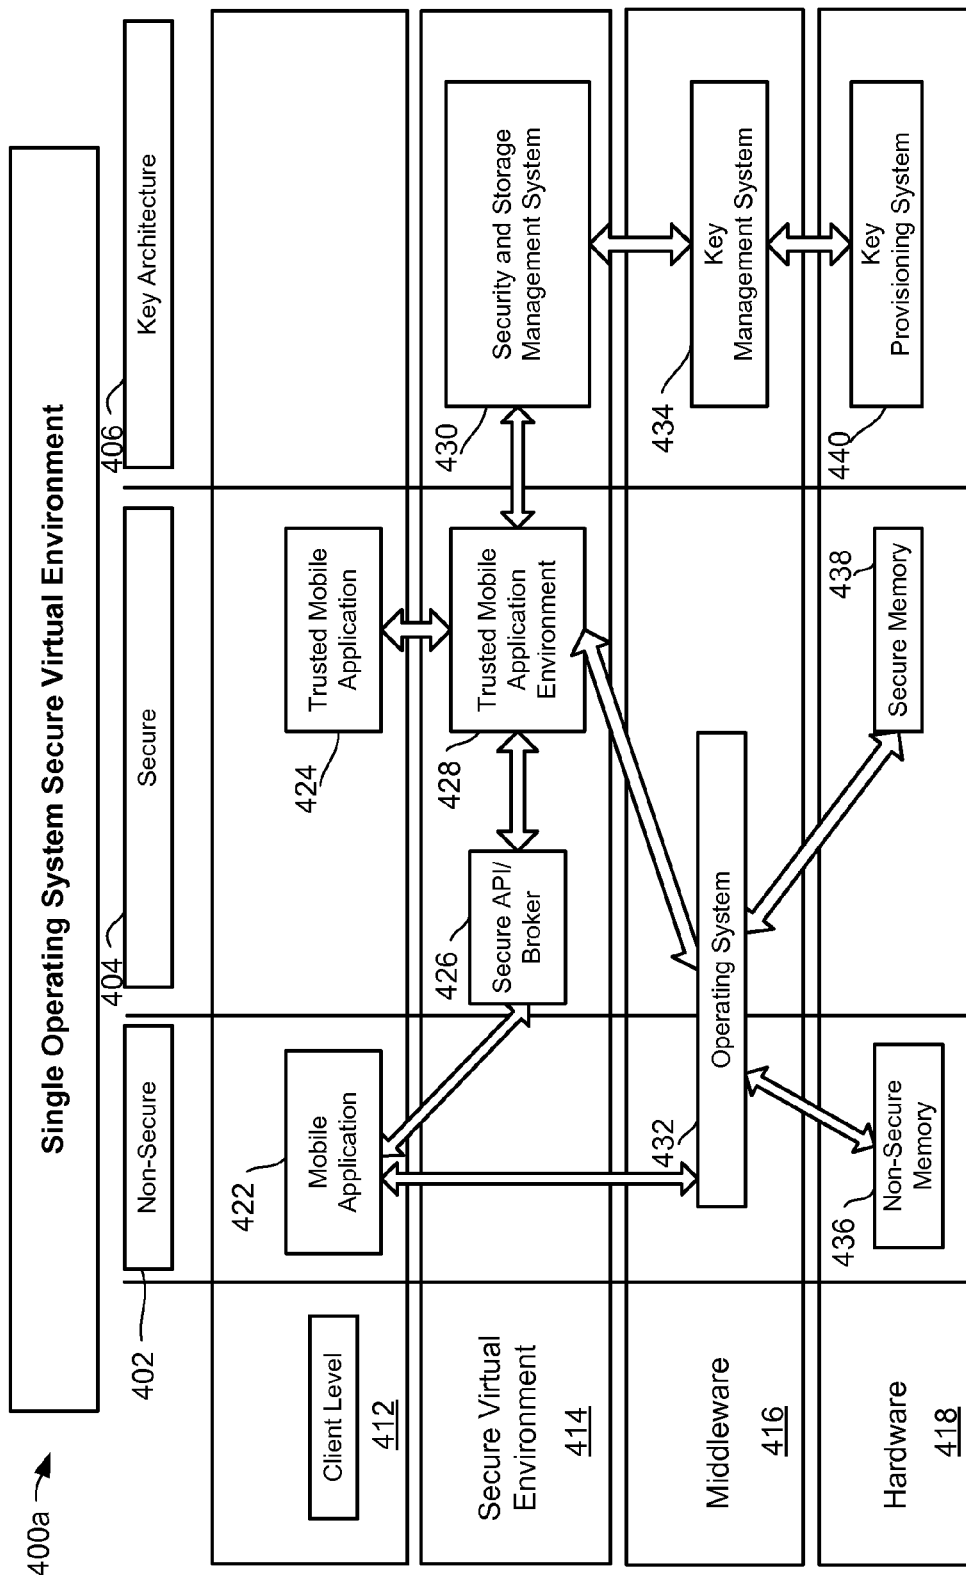 400a
Single Operating System Secure Virtual Environment
402
Non-Secure
404
Secure
406
Key Architecture
Client Level
412
422
Mobile
Application
424
Trusted Mobile
Application
Secure Virtual
Environment
414
426
Secure API/
Broker
428
Trusted Mobile
Application
Environment
430
Security and Storage
Management System
Middleware
416
432
Operating System
434
Key
Management System
Hardware
418
436
Non-Secure
Memory
438
Secure Memory
440
Key
Provisioning System